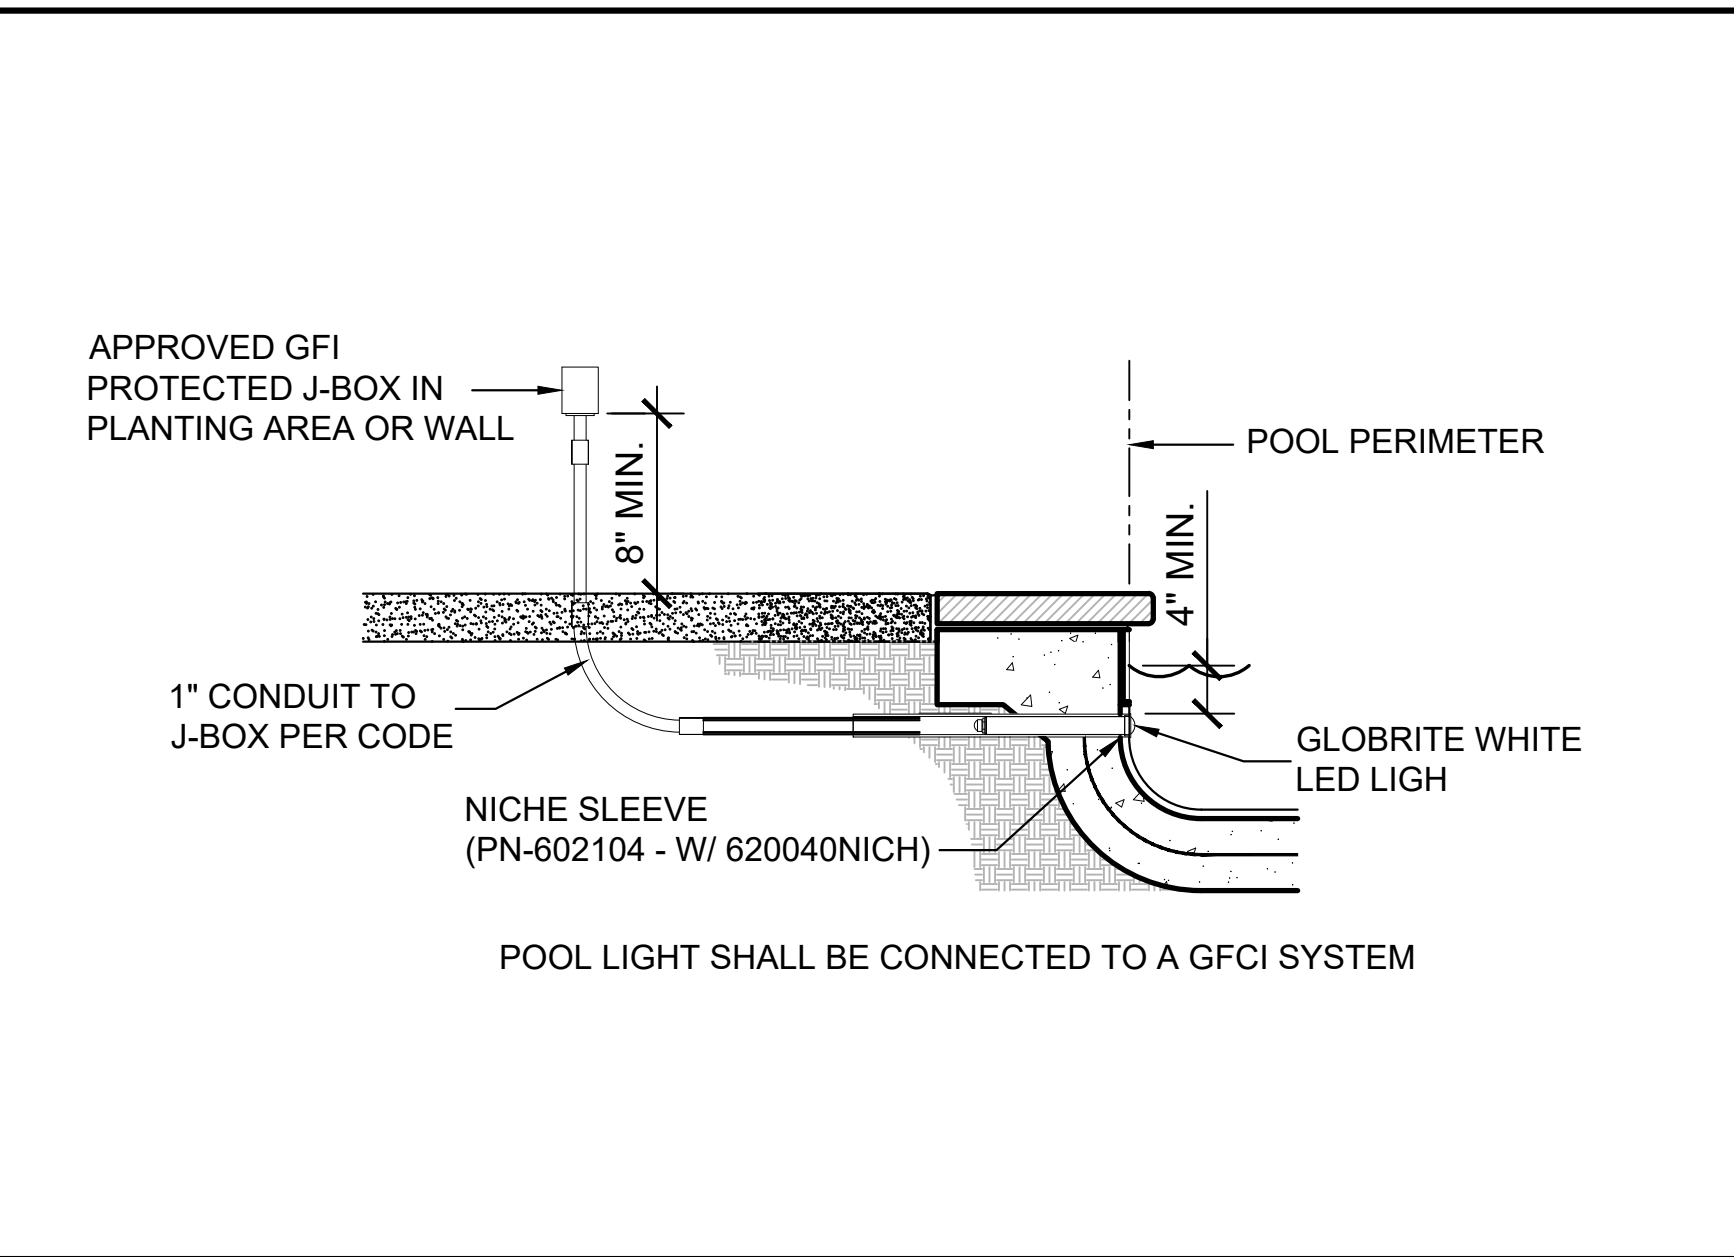 APPROVED GFI
PROTECTED J-BOX IN
PLANTING AREA OR WALL
8" MIN.
POOL PERIMETER
4" MIN.
1" CONDUIT TO
J-BOX PER CODE
GLOBRITE WHITE
LED LIGH
NICHE SLEEVE
(PN-602104 - W/ 620040NICH)
POOL LIGHT SHALL BE CONNECTED TO A GFCI SYSTEM